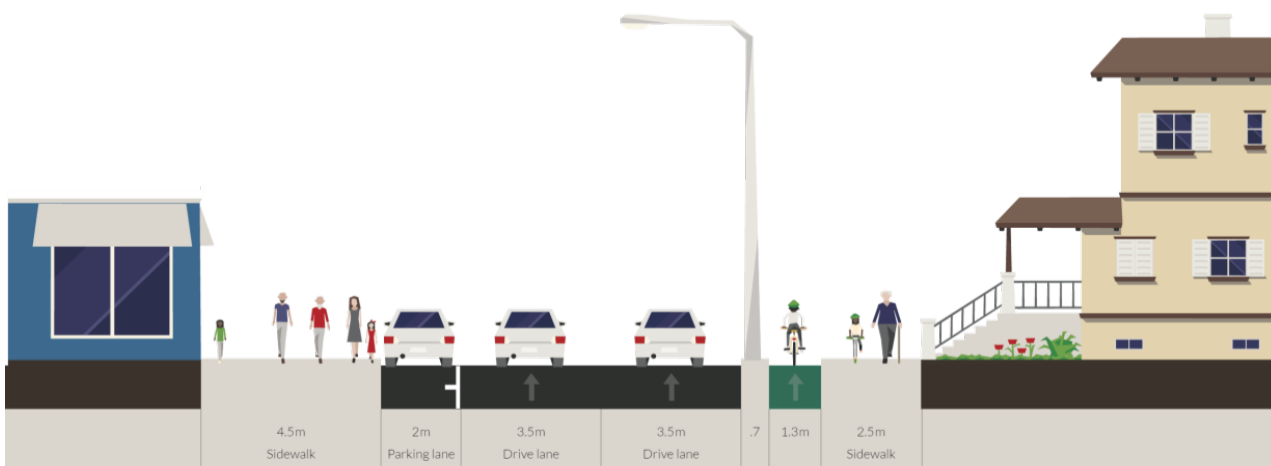 4.5m
Sidewalk
2m
Parking lane
3.5m
Drive lane
3.5m
Drive lane
.7
1.3m
2.5m
Sidewalk